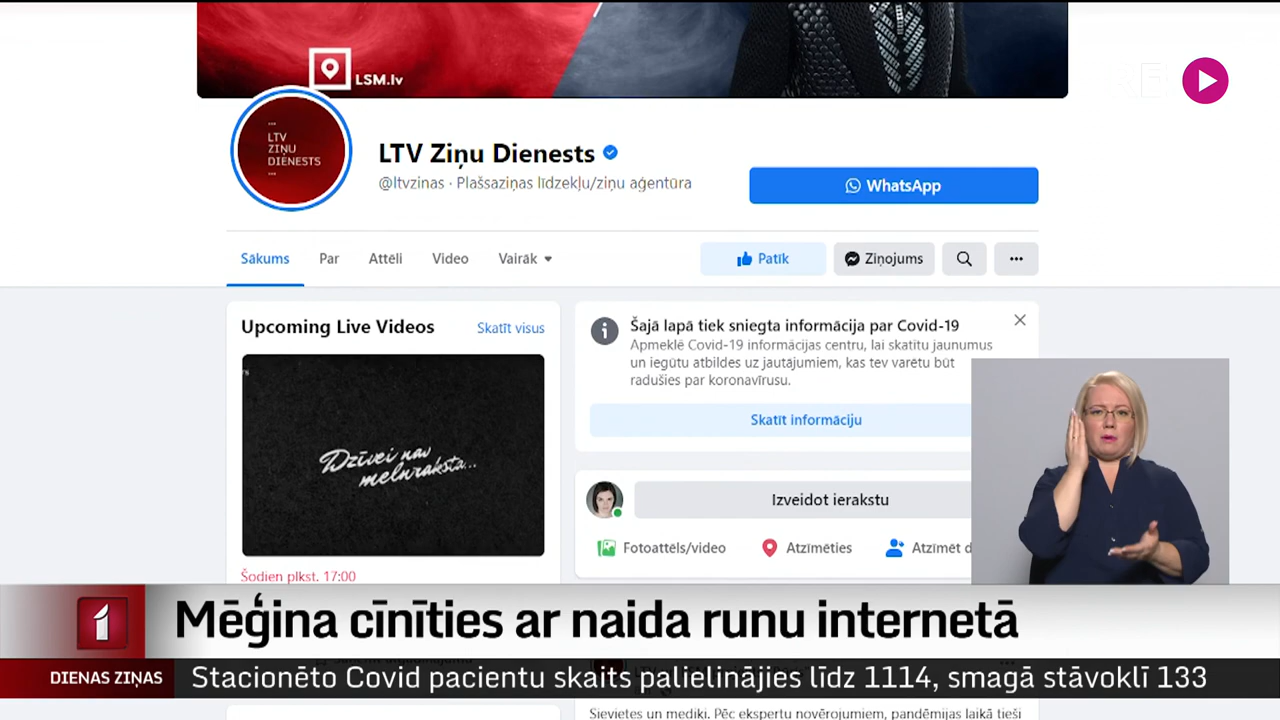 LSM.lv
RE
LTV
ZIŅU
DIENESTS
LTV Ziņu Dienests
@ltvzinas · Plašsaziņas līdzekļu/ziņu aģentūra
WhatsApp
Sākums
Par
Attēli
Video
Vairāk
Patīk
Ziņojums
Upcoming Live Videos
Skatīt visus
Dzīvei nav
melnraksta...
Šodien plkst. 17:00
Šajā lapā tiek sniegta informācija par Covid-19
Apmeklē Covid-19 informācijas centru, lai skatītu jaunumus
un iegūtu atbildes uz jautājumiem, kas tev varētu būt
radušies par koronavīrusu.
Skatīt informāciju
Izveidot ierakstu
Fotoattēls/video
Atzīmēties
Atzīmēt d
1
Mēģina cīnīties ar naida runu internetā
DIENAS ZIŅAS
Stacionēto Covid pacientu skaits palielinājies līdz 1114, smagā stāvoklī 133
Sievietes un mediķi. Pēc ekspertu novērojumiem, pandēmijas laikā tieši